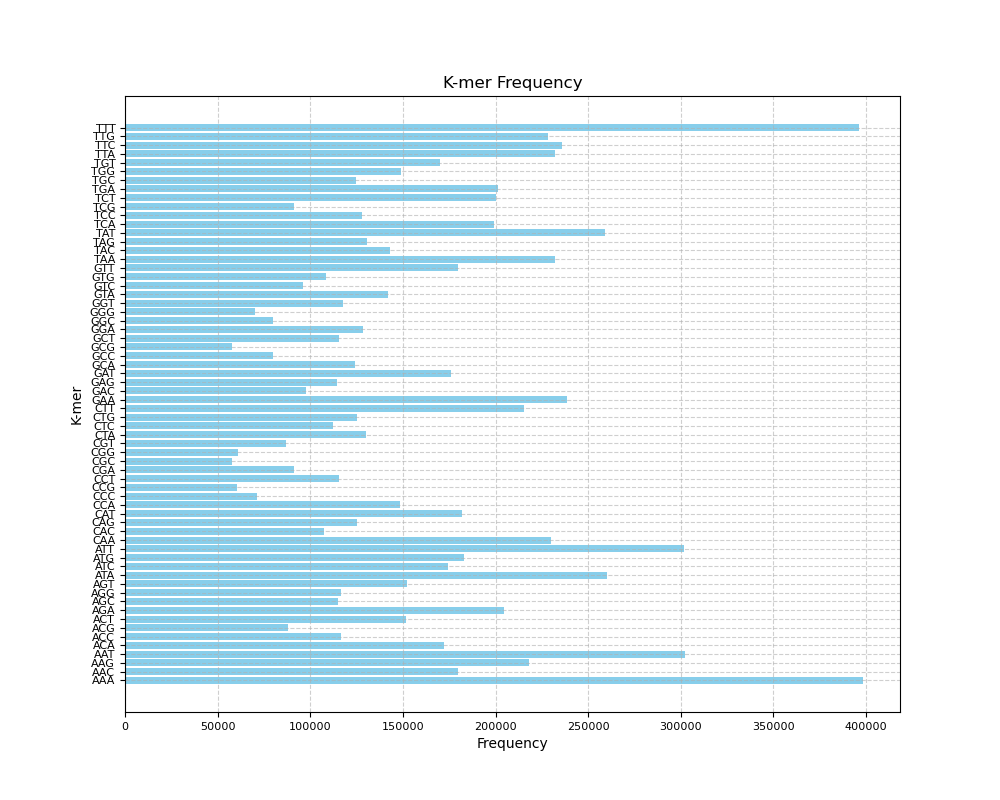 K-mer Frequency
TTT
TTG
TTC
TTA
TGT
TGG
TGC
TGA
TCT
TCG
TCC
TCA
TAT
TAG
TAC
TAA
GTT
GTG
GTC
GTA
GGT
GGG
GGC
GGA
GCT
GCG
GCC
GCA
GAT
GAG
GAC
GAA
CTT
CTG
CTC
CTA
CGT
CGG
CGC
CGA
CCT
CCG
CCC
CCA
CAT
CAG
CAC
CAA
ATT
ATG
ATC
ATA
AGT
AGG
AGC
AGA
ACT
ACG
ACC
ACA
AAT
AAG
AAC
AAA
K-mer
0 50000 100000 150000 200000 250000 300000 350000 400000
Frequency